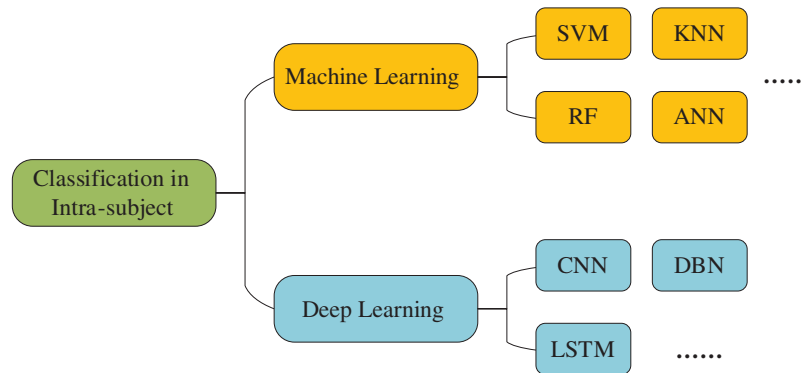 SVM KNN
Machine Learning
.....
RF ANN
Classification in
Intra-subject
CNN DBN
Deep Learning
LSTM ......